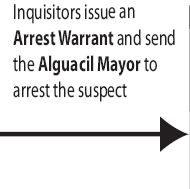 Inquisitors issue an
Arrest Warrant and send
the Alguacil Mayor to
arrest the suspect